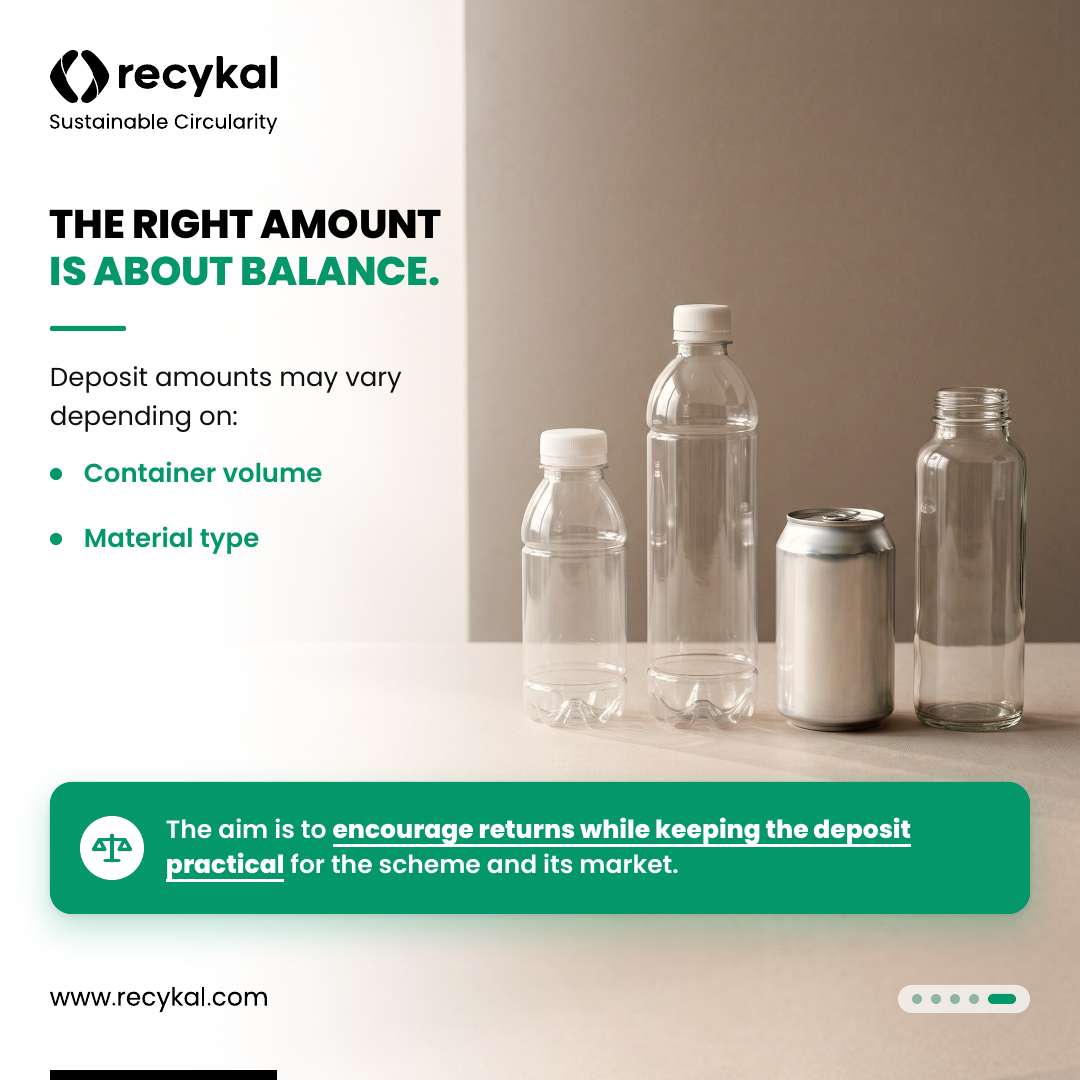 recykal
Sustainable Circularity
THE RIGHT AMOUNT
IS ABOUT BALANCE.
Deposit amounts may vary
depending on:
Container volume
Material type
The aim is to encourage returns while keeping the deposit
practical for the scheme and its market.
www.recykal.com